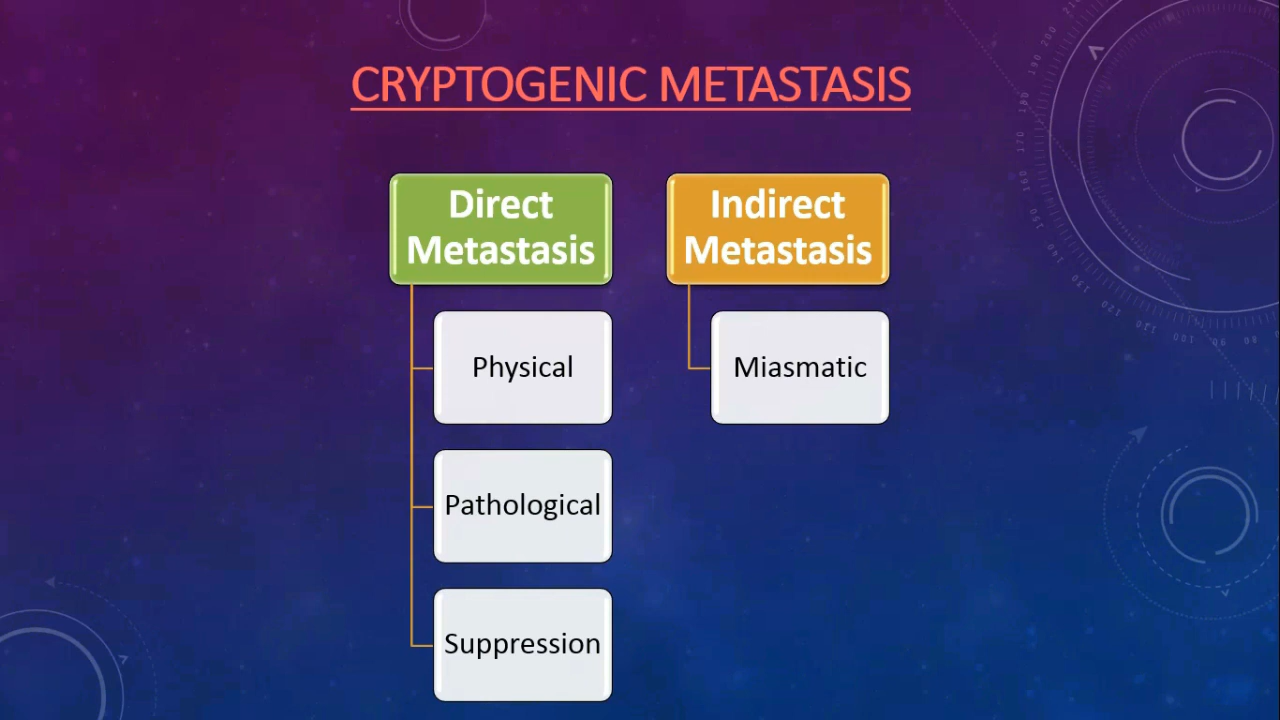 CRYPTOGENIC METASTASIS
Direct
Metastasis
Physical
Pathological
Suppression
Indirect
Metastasis
Miasmatic